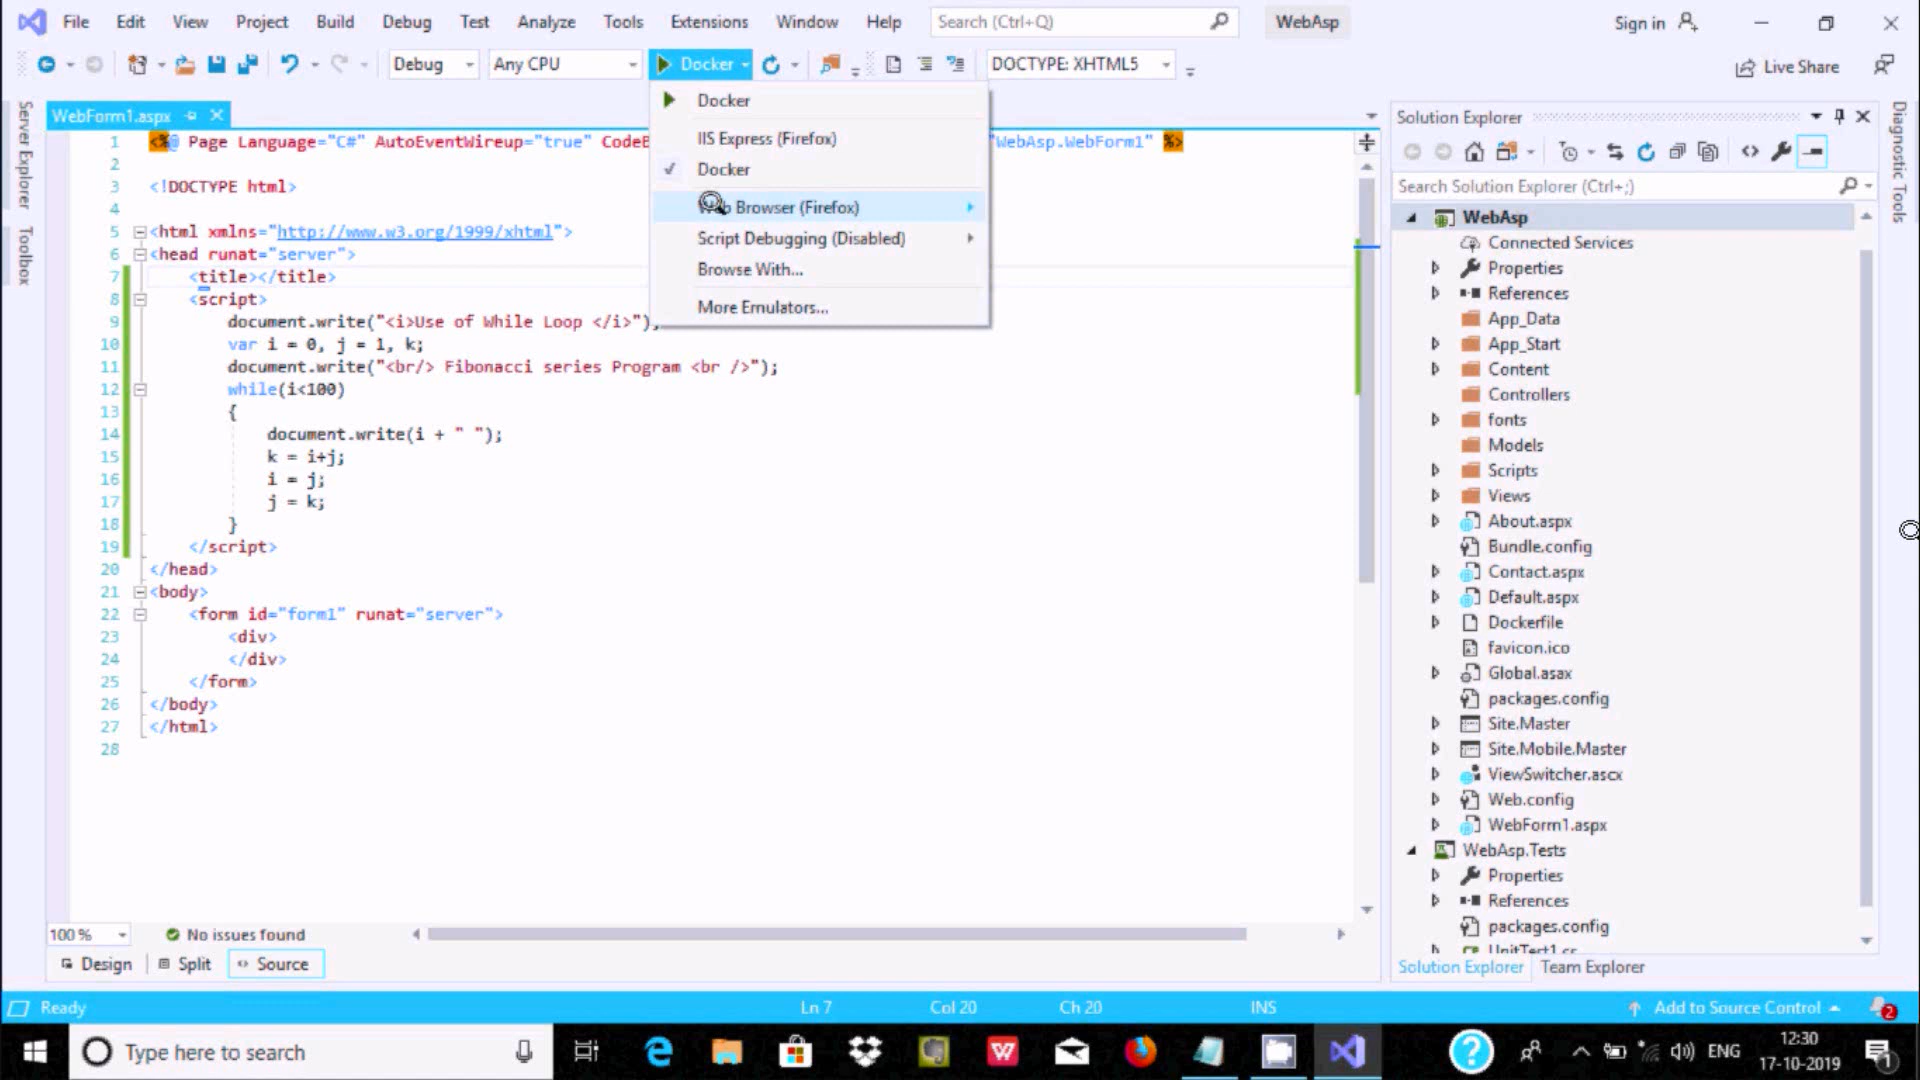 File Edit View Project Build Debug Test Analyze Tools Extensions Window Help Search (Ctrl+Q) WebAsp Sign in
Debug Any CPU Docker DOCTYPE: XHTML5 Live Share
Server Explorer
Toolbox
WebForm1.aspx
1 <%@ Page Language="C#" AutoEventWireup="true" CodeB "WebAsp.WebForm1" %>
2
3 <!DOCTYPE html>
4
5 <html xmlns="http://www.w3.org/1999/xhtml">
6 <head runat="server">
7 <title></title>
8 <script>
9 document.write("<i>Use of While Loop </i>");
10 var i = 0, j = 1, k;
11 document.write("<br/> Fibonacci series Program <br />");
12 while(i<100)
13 {
14 document.write(i + " ");
15 k = i+j;
16 i = j;
17 j = k;
18 }
19 </script>
20 </head>
21 <body>
22 <form id="form1" runat="server">
23 <div>
24 </div>
25 </form>
26 </body>
27 </html>
28
Docker
IIS Express (Firefox)
Docker
Browser (Firefox)
Script Debugging (Disabled)
Browse With...
More Emulators...
100 % No issues found
Design Split Source
Solution Explorer
Search Solution Explorer (Ctrl+;)
WebAsp
Connected Services
Properties
References
App_Data
App_Start
Content
Controllers
fonts
Models
Scripts
Views
About.aspx
Bundle.config
Contact.aspx
Default.aspx
Dockerfile
favicon.ico
Global.asax
packages.config
Site.Master
Site.Mobile.Master
ViewSwitcher.ascx
Web.config
WebForm1.aspx
WebAsp.Tests
Properties
References
packages.config
UnitTest1.cs
Solution Explorer Team Explorer
Diagnostic Tools
Ready Ln 7 Col 20 Ch 20 INS Add to Source Control 2
Type here to search ENG 12:30
17-10-2019 1